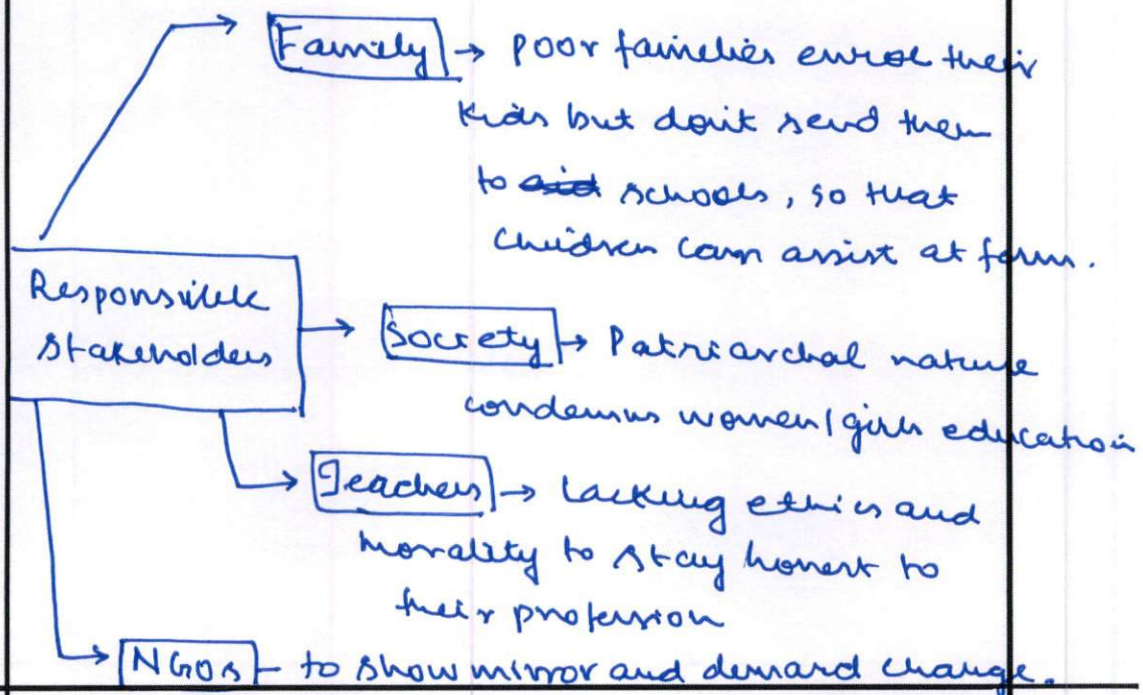 Family → poor families enrol their
kids but don't send them
to schools, so that
children can assist at farm.
Responsible
stakeholders
Society → Patriarchal nature
condemns women/girls education
Teachers → Lacking ethics and
morality to stay honest to
their profession
NGOs - to show mirror and demand change.